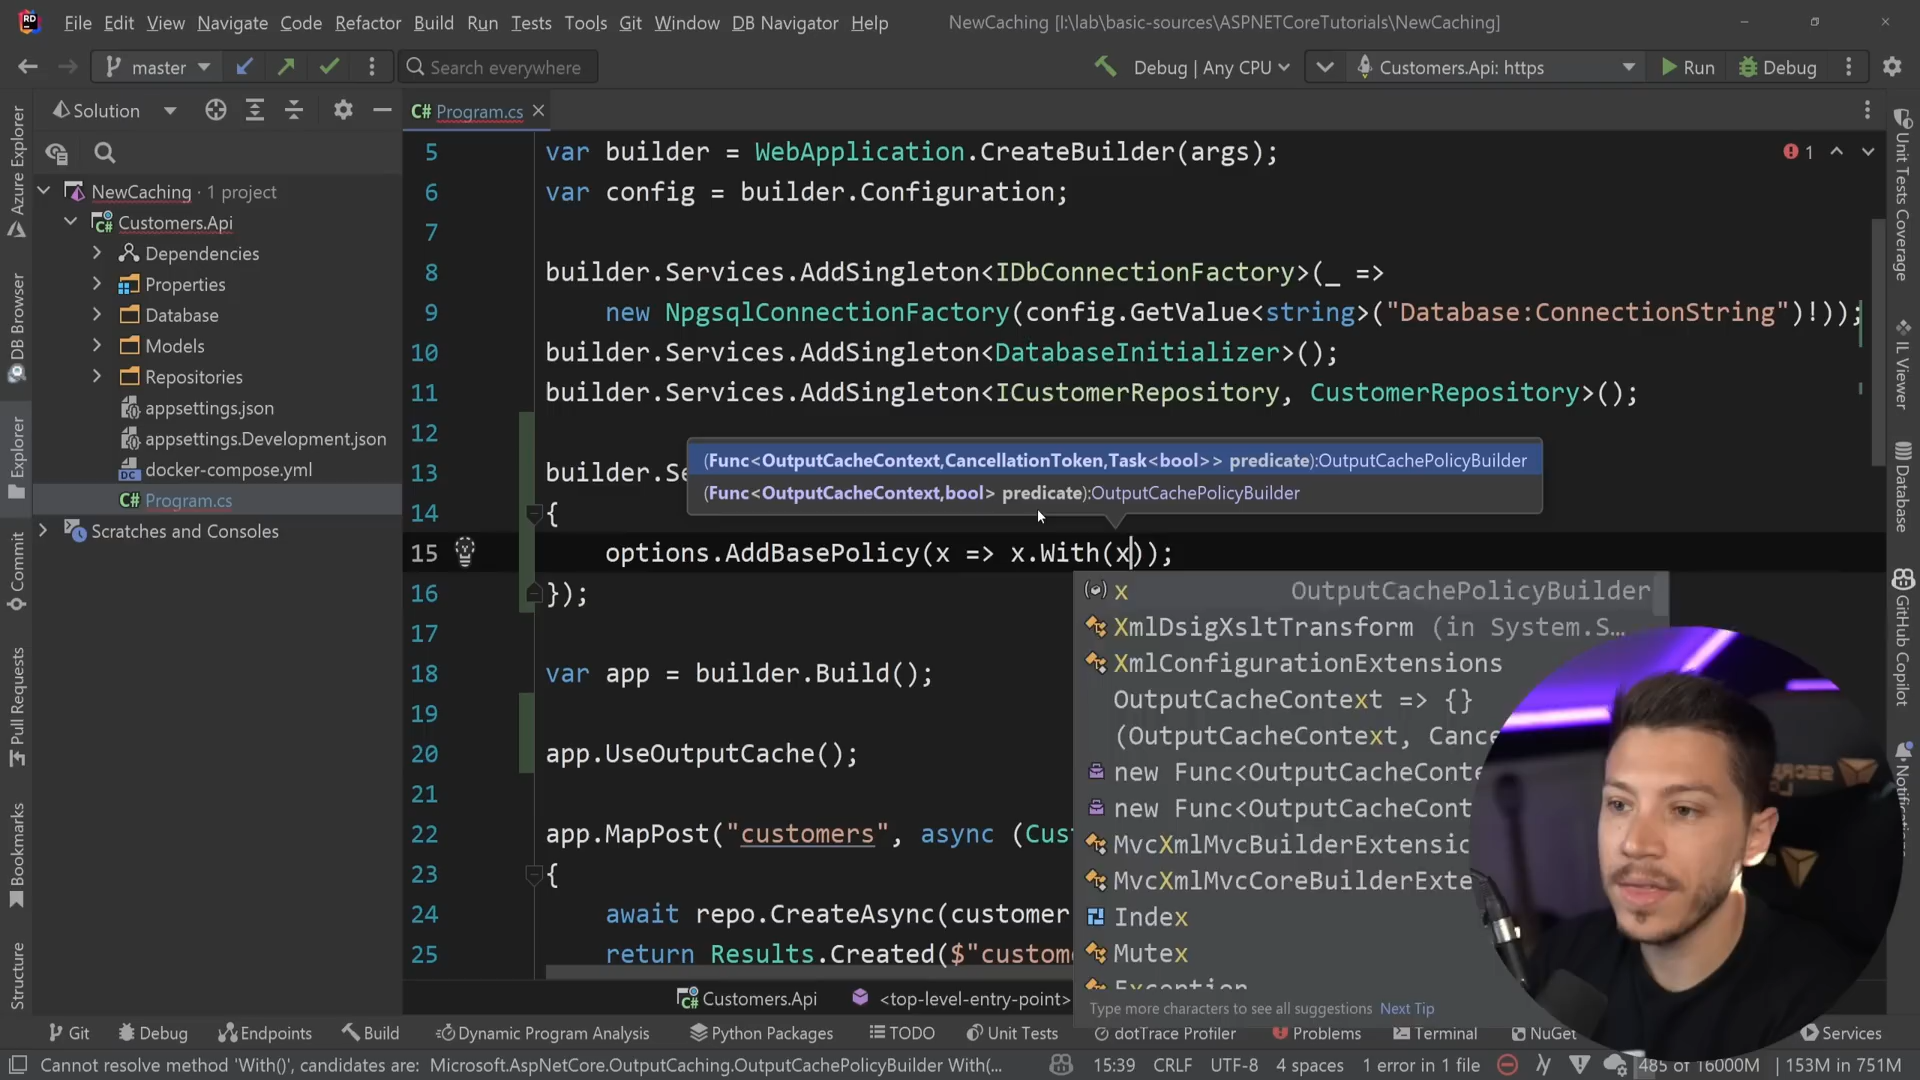 File Edit View Navigate Code Refactor Build Run Tests Tools Git Window DB Navigator Help
NewCaching [I:\lab\basic-sources\ASPNETCoreTutorials\NewCaching]
master
Search everywhere
Debug | Any CPU
Customers.Api: https
Run
Debug
Solution
C# Program.cs
NewCaching · 1 project
Customers.Api
Dependencies
Properties
Database
Models
Repositories
appsettings.json
appsettings.Development.json
docker-compose.yml
C# Program.cs
Scratches and Consoles
Azure Explorer
DB Browser
Explorer
Commit
Pull Requests
Bookmarks
Structure
1
5 var builder = WebApplication.CreateBuilder(args);
6 var config = builder.Configuration;
7
8 builder.Services.AddSingleton<IDbConnectionFactory>(_ =>
9 new NpgsqlConnectionFactory(config.GetValue<string>("Database:ConnectionString")!));
10 builder.Services.AddSingleton<DatabaseInitializer>();
11 builder.Services.AddSingleton<ICustomerRepository, CustomerRepository>();
12
(Func<OutputCacheContext,CancellationToken,Task<bool>> predicate):OutputCachePolicyBuilder
13 builder.Se
(Func<OutputCacheContext,bool> predicate):OutputCachePolicyBuilder
14 {
15 options.AddBasePolicy(x => x.With(x));
16 });
17
18 var app = builder.Build();
19
20 app.UseOutputCache();
21
22 app.MapPost("customers", async (Cus
23 {
24 await repo.CreateAsync(customer
25 return Results.Created($"custom
x OutputCachePolicyBuilder
XmlDsigXsltTransform (in System.S…
XmlConfigurationExtensions
OutputCacheContext => {}
(OutputCacheContext, Cance
new Func<OutputCacheConte
new Func<OutputCacheCont
MvcXmlMvcBuilderExtensic
MvcXmlMvcCoreBuilderExte
Index
Mutex
Exception
Type more characters to see all suggestions Next Tip
Unit Tests Coverage
IL Viewer
Database
GitHub Copilot
Notifications
Customers.Api <top-level-entry-point>
Git Debug Endpoints Build Dynamic Program Analysis Python Packages TODO Unit Tests dotTrace Profiler Problems Terminal NuGet Services
Cannot resolve method 'With()', candidates are: Microsoft.AspNetCore.OutputCaching.OutputCachePolicyBuilder With(... 15:39 CRLF UTF-8 4 spaces 1 error in 1 file 485 of 16000M 153M in 751M